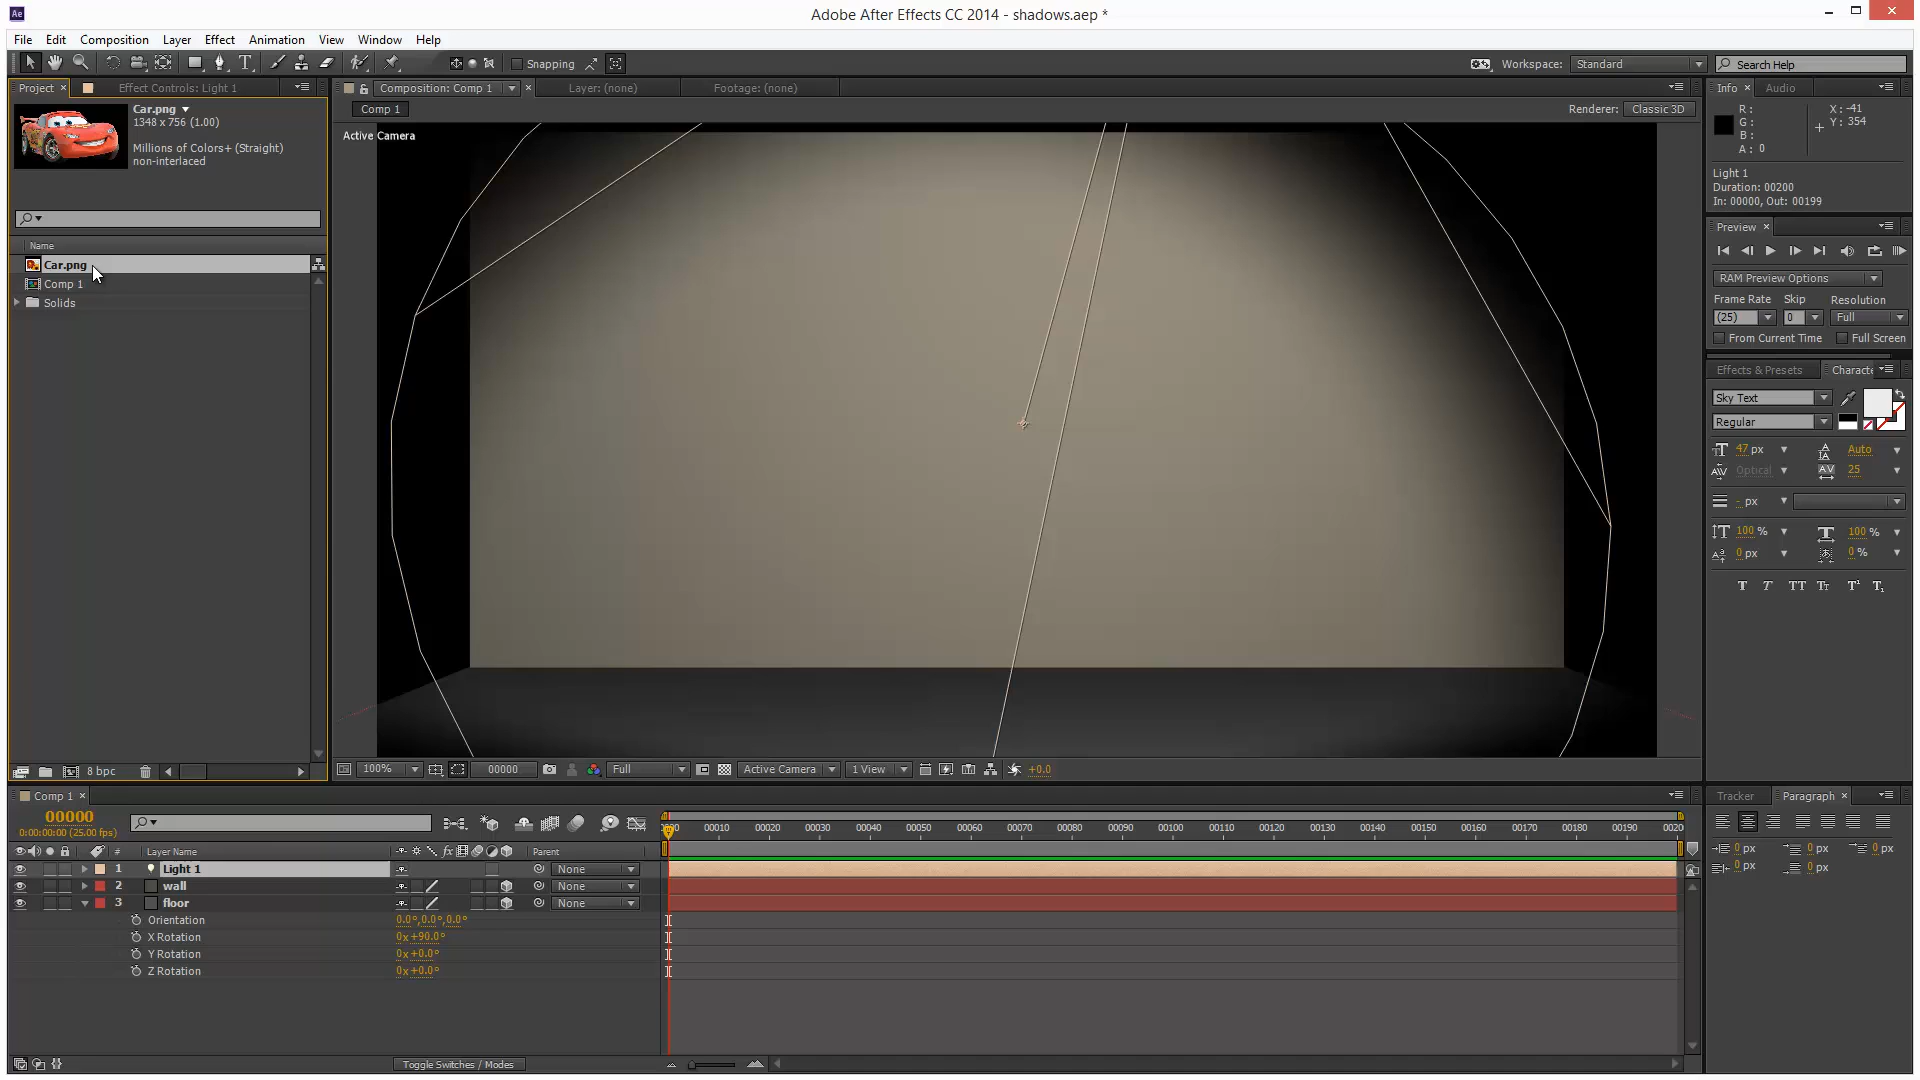 Adobe After Effects CC 2014 - shadows.aep *
File Edit Composition Layer Effect Animation View Window Help
Snapping
Workspace: Standard
Search Help
Project
Effect Controls: Light 1
Car.png
1348 x 756 (1.00)
Millions of Colors+ (Straight)
non-interlaced
Name
Car.png
Comp 1
Solids
8 bpc
Composition: Comp 1
Layer: (none)
Footage: (none)
Comp 1
Renderer: Classic 3D
Active Camera
100%
00000
Full
Active Camera
1 View
+0.0
Info
Audio
R:
G:
B:
A: 0
X: -41
Y: 354
Light 1
Duration: 00200
In: 00000, Out: 00199
Preview
RAM Preview Options
Frame Rate Skip Resolution
(25) 0 Full
From Current Time Full Screen
Effects & Presets
Characte
Sky Text
Regular
47 px Auto
Optical 25
- px
100 % 100 %
0 px 0 %
Comp 1
00000
0:00:00:00 (25.00 fps)
00010 00020 00030 00040 00050 00060 00070 00080 00090 00100 00110 00120 00130 00140 00150 00160 00170 00180 00190 0020
# Layer Name Parent
1 Light 1 None
2 wall None
3 floor None
Orientation 0.0°,0.0°,0.0°
X Rotation 0x+90.0°
Y Rotation 0x+0.0°
Z Rotation 0x+0.0°
Toggle Switches / Modes
Tracker
Paragraph
0 px 0 px 0 px
0 px 0 px